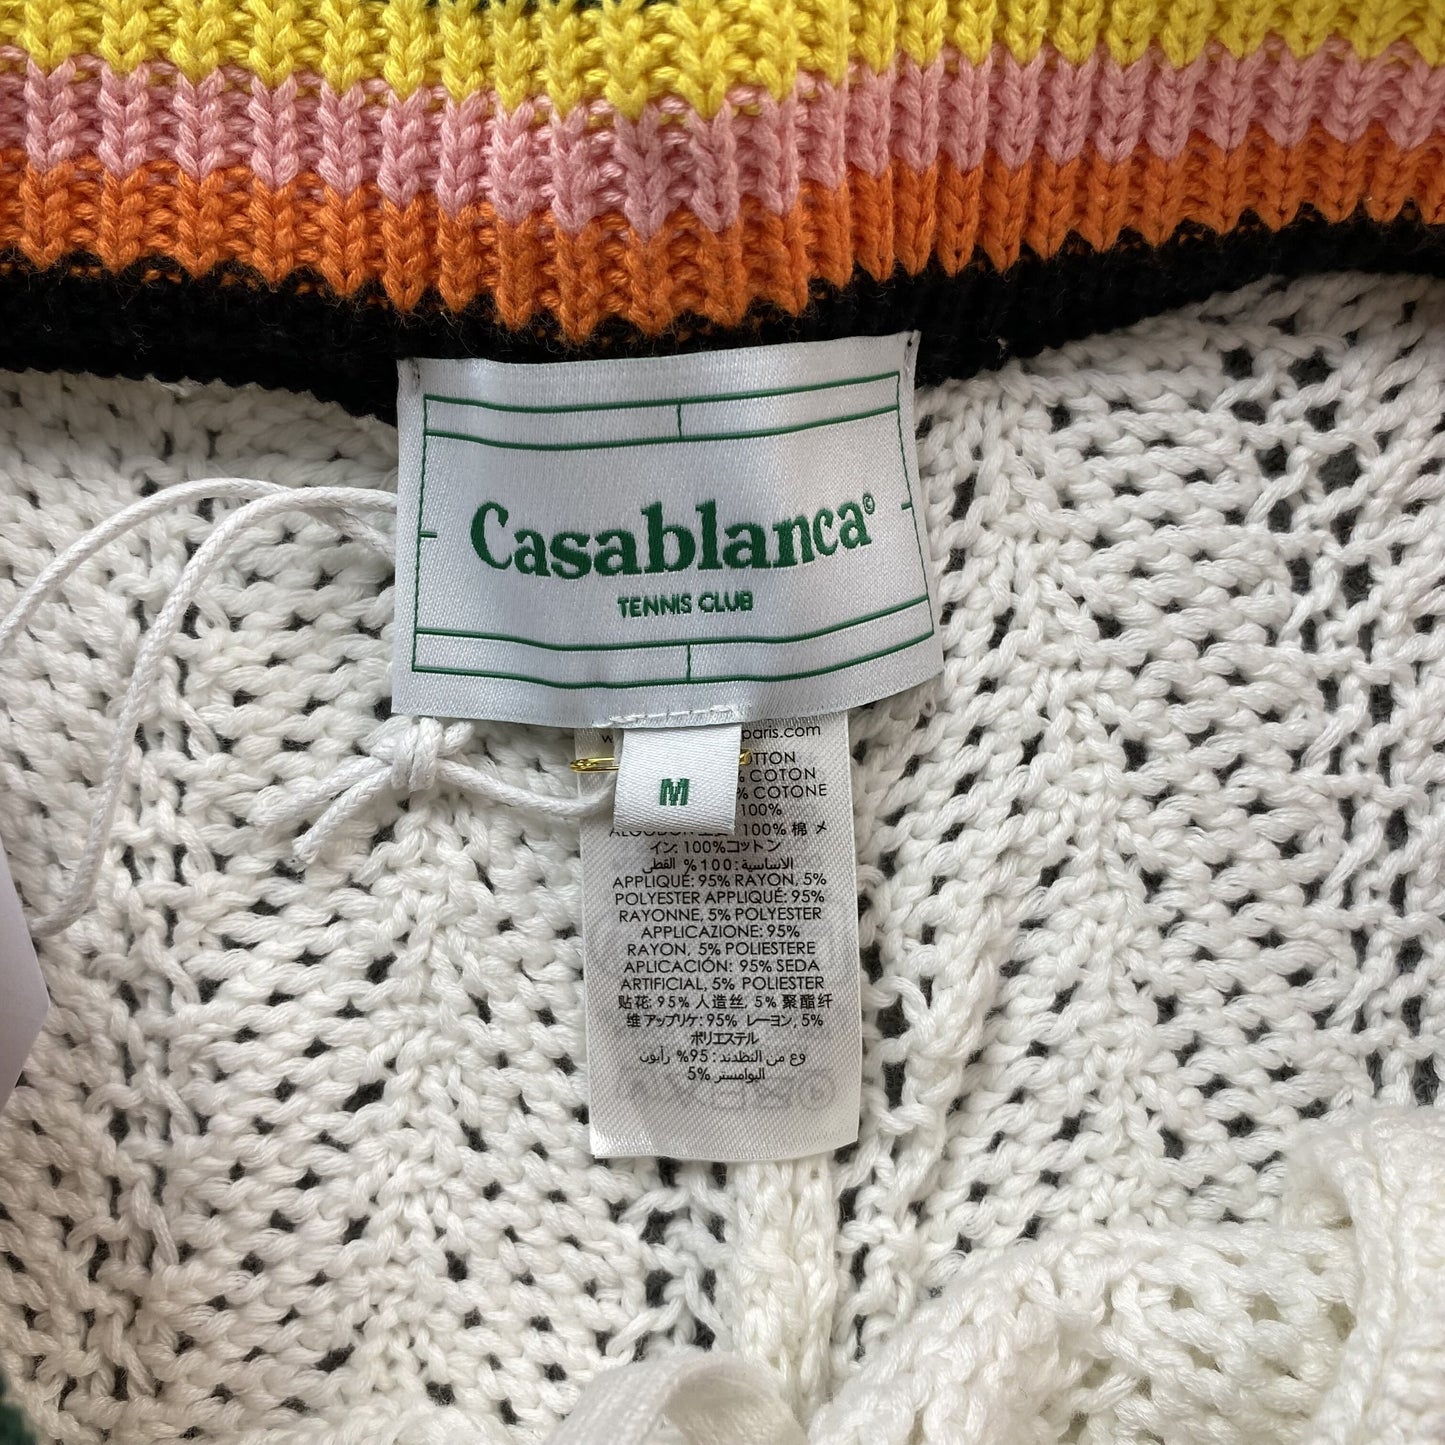 Casablanca©
TENNIS CLUB
M
paris.com
% COTON
% COTONE
100%
100% 棉 メ
イン: 100%コットン
الاساسية: 100% القطن
APPLIQUÉ: 95% RAYON, 5%
POLYESTER APPLIQUÉ: 95%
RAYONNE, 5% POLYESTER
APPLICAZIONE: 95%
RAYON, 5% POLIESTERE
APLICACIÓN: 95% SEDA
ARTIFICIAL, 5% POLIESTER
贴花: 95% 人造丝, 5% 聚酯纤
维 アップリケ: 95% レーヨン, 5%
ポリエステル
95% رأيون
5%